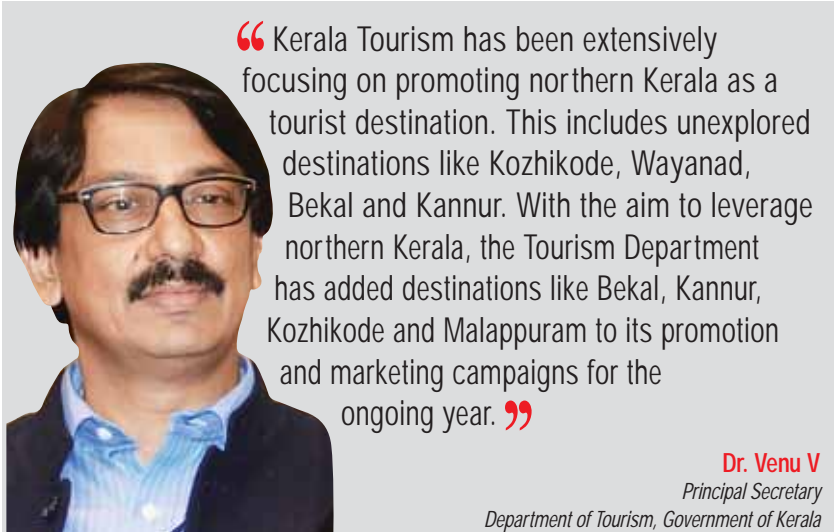 “ Kerala Tourism has been extensively
focusing on promoting northern Kerala as a
tourist destination. This includes unexplored
destinations like Kozhikode, Wayanad,
Bekal and Kannur. With the aim to leverage
northern Kerala, the Tourism Department
has added destinations like Bekal, Kannur,
Kozhikode and Malappuram to its promotion
and marketing campaigns for the
ongoing year. ”
Dr. Venu V
Principal Secretary
Department of Tourism, Government of Kerala